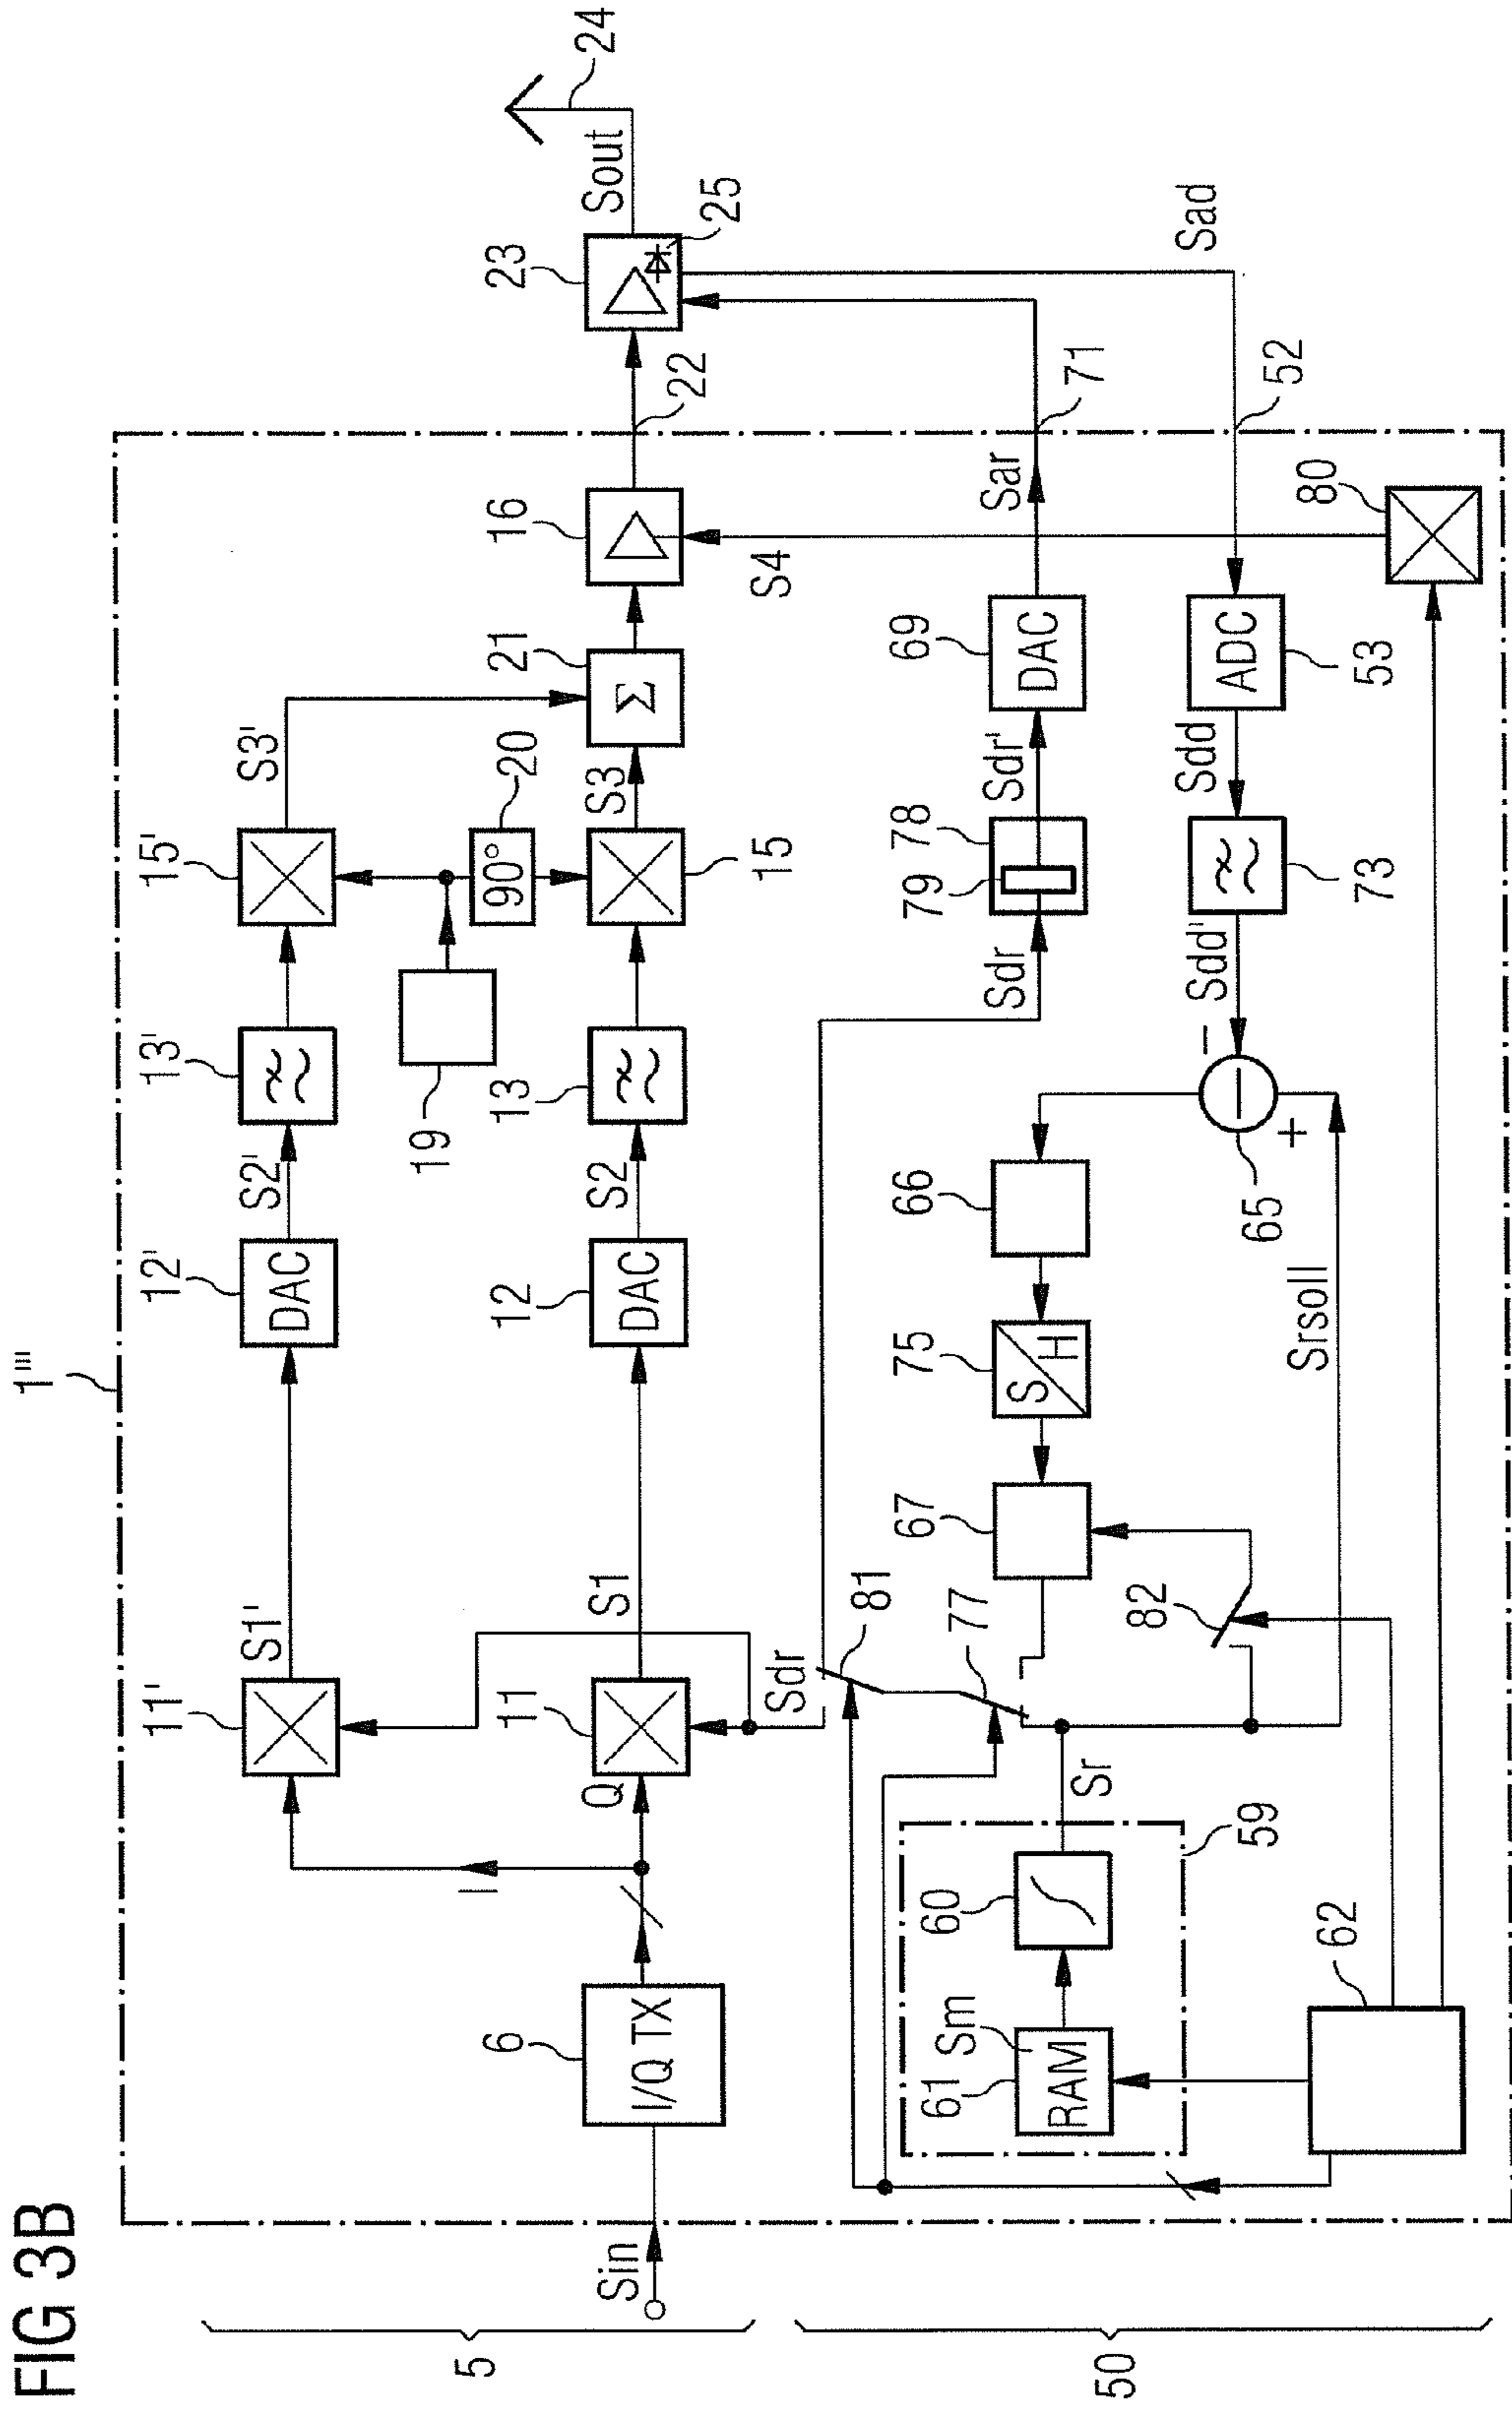 FIG 3B
1'''
5
50
Sin
6
I/Q TX
I
Q
11'
S1'
12'
DAC
S2'
13'
15'
S3'
19
20
90°
11
S1
12
DAC
S2
13
15
S3
21
Σ
16
22
23
25
Sout
24
Sdr
81
77
Sdr
79
78
Sdr'
69
DAC
Sar
71
S4
67
75
S
H
66
82
65
+
−
Srsoll
Sdd'
73
Sdd
53
ADC
52
Sad
80
59
60
Sr
61
Sm
RAM
62